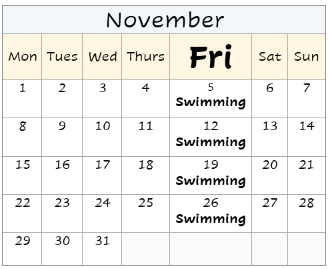 November
Mon Tues Wed Thurs Fri Sat Sun
1 2 3 4 5 6 7
Swimming
8 9 10 11 12 13 14
Swimming
15 16 17 18 19 20 21
Swimming
22 23 24 25 26 27 28
Swimming
29 30 31